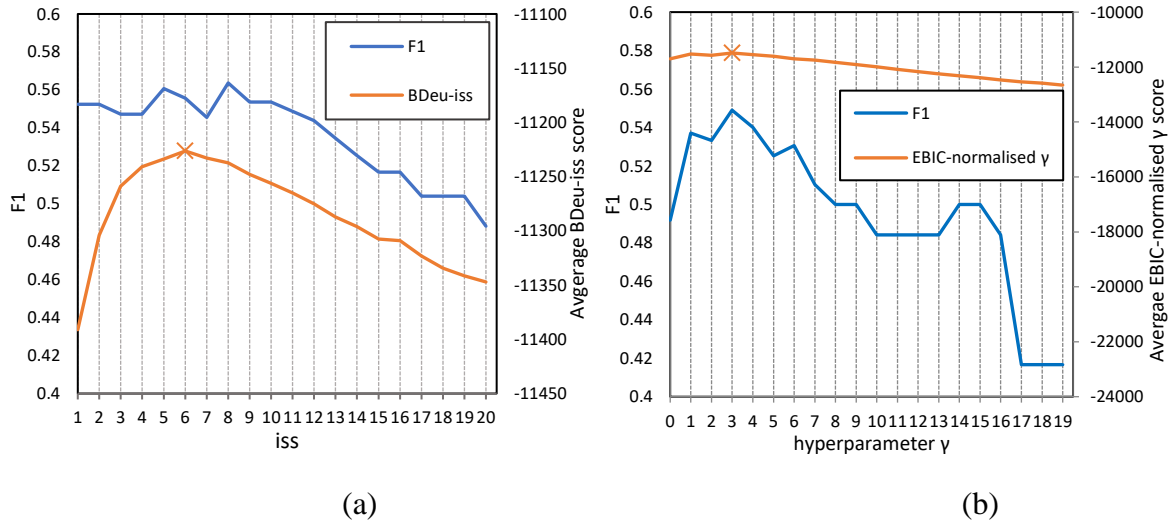 0.6
0.58
0.56
0.54
0.52
0.5
0.48
0.46
0.44
0.42
0.4
F1
F1
BDeu-iss
-11100
-11150
-11200
-11250
-11300
-11350
-11400
-11450
Avgerage BDeu-iss score
1 2 3 4 5 6 7 8 9 10 11 12 13 14 15 16 17 18 19 20
iss
(a)
0.6
0.58
0.56
0.54
0.52
0.5
0.48
0.46
0.44
0.42
0.4
F1
F1
EBIC-normalised γ
-10000
-12000
-14000
-16000
-18000
-20000
-22000
-24000
Avergae EBIC-normalised γ score
0 1 2 3 4 5 6 7 8 9 10 11 12 13 14 15 16 17 18 19
hyperparameter γ
(b)